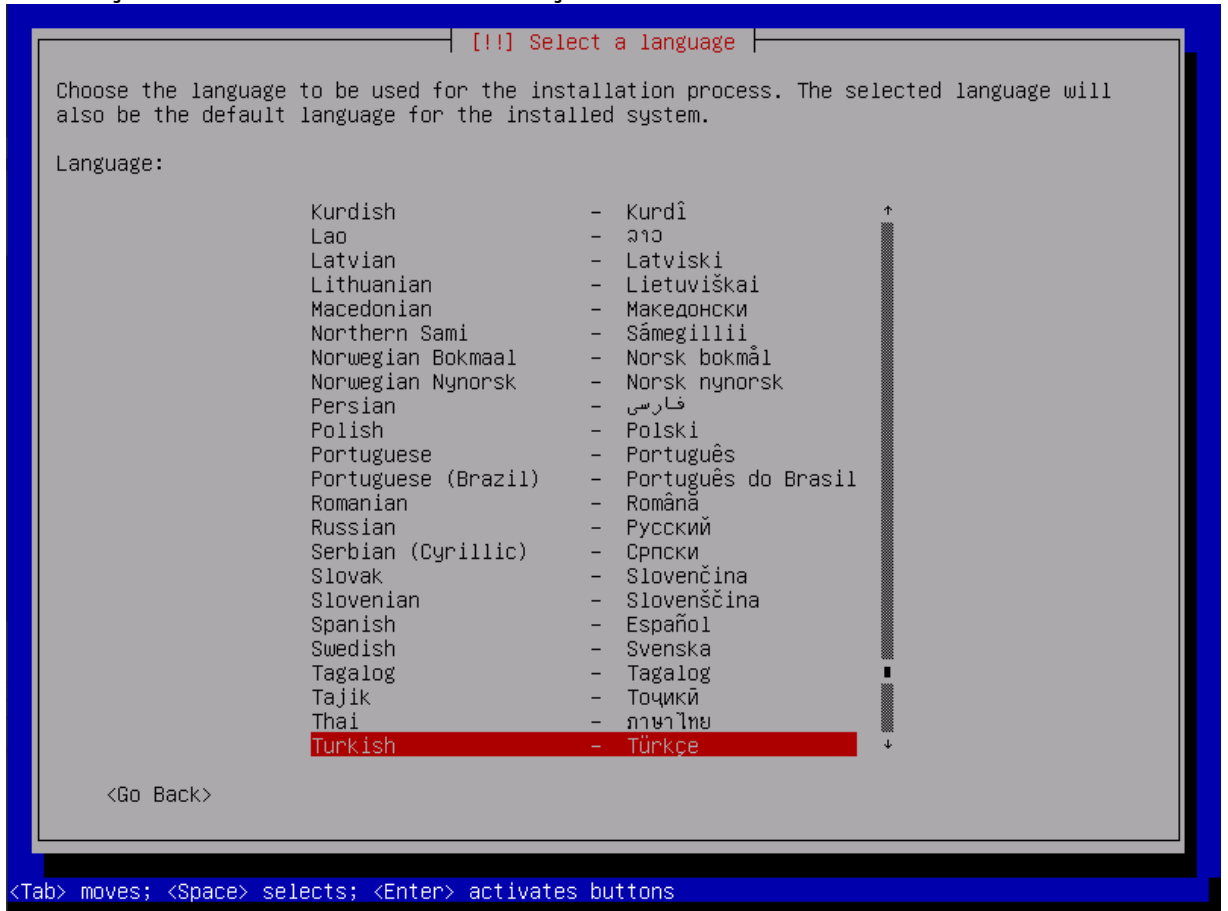 [!!] Select a language
Choose the language to be used for the installation process. The selected language will
also be the default language for the installed system.
Language:
Kurdish - Kurdî
Lao - ລາວ
Latvian - Latviski
Lithuanian - Lietuviškai
Macedonian - Македонски
Northern Sami - Sámegillii
Norwegian Bokmaal - Norsk bokmål
Norwegian Nynorsk - Norsk nynorsk
Persian - فارسی
Polish - Polski
Portuguese - Português
Portuguese (Brazil) - Português do Brasil
Romanian - Română
Russian - Русский
Serbian (Cyrillic) - Српски
Slovak - Slovenčina
Slovenian - Slovenščina
Spanish - Español
Swedish - Svenska
Tagalog - Tagalog
Tajik - Тоҷикӣ
Thai - ภาษาไทย
Turkish - Türkçe
<Go Back>
<Tab> moves; <Space> selects; <Enter> activates buttons